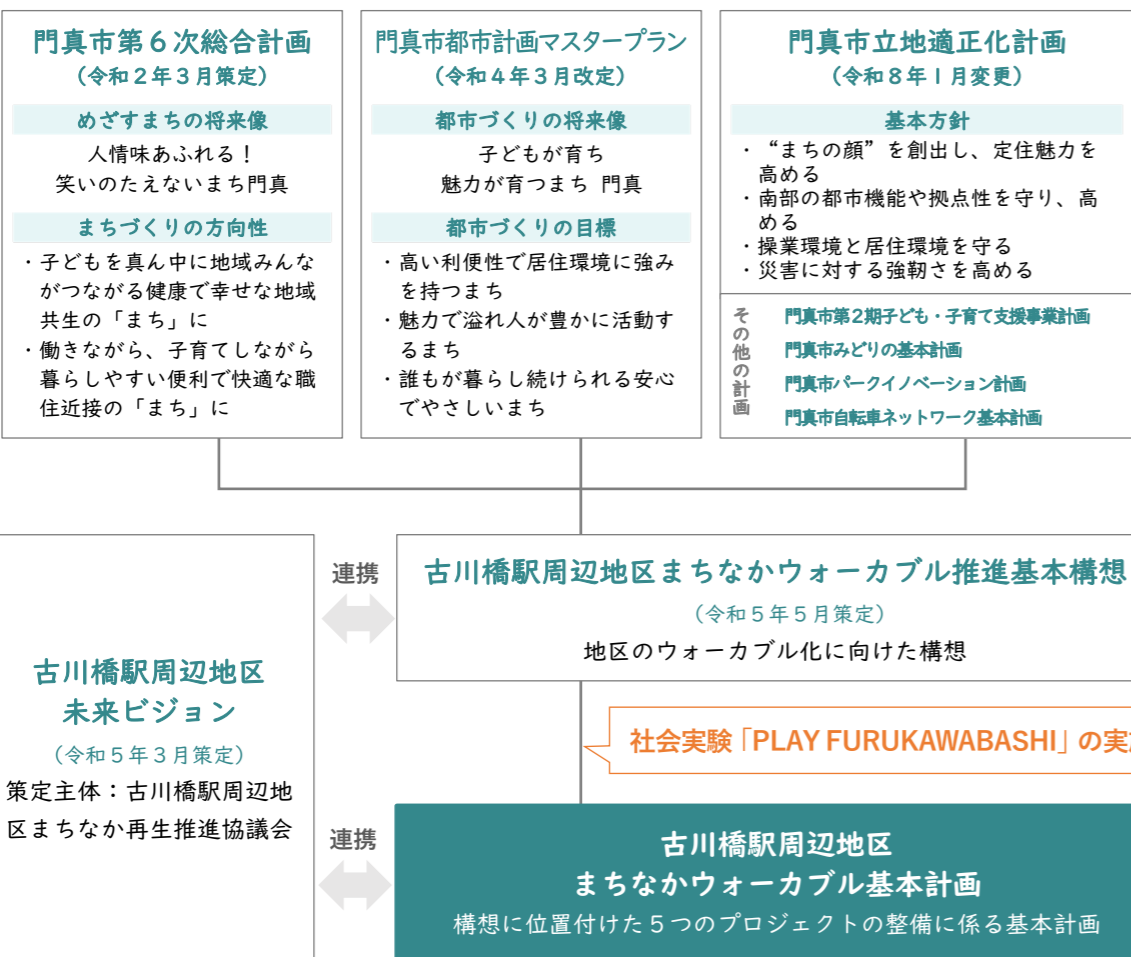 門真市第６次総合計画
（令和２年３月策定）
めざすまちの将来像
人情味あふれる！
笑いのたえないまち門真
まちづくりの方向性
・子どもを真ん中に地域みんな
がつながる健康で幸せな地域
共生の「まち」に
・働きながら、子育てしながら
暮らしやすい便利で快適な職
住近接の「まち」に
門真市都市計画マスタープラン
（令和４年３月改定）
都市づくりの将来像
子どもが育ち
魅力が育つまち 門真
都市づくりの目標
・高い利便性で居住環境に強み
を持つまち
・魅力で溢れ人が豊かに活動す
るまち
・誰もが暮らし続けられる安心
でやさしいまち
門真市立地適正化計画
（令和８年１月変更）
基本方針
・“まちの顔”を創出し、定住魅力を
高める
・南部の都市機能や拠点性を守り、高
める
・操業環境と居住環境を守る
・災害に対する強靭さを高める
その他の計画
門真市第２期子ども・子育て支援事業計画
門真市みどりの基本計画
門真市パークイノベーション計画
門真市自転車ネットワーク基本計画
古川橋駅周辺地区
未来ビジョン
（令和５年３月策定）
策定主体：古川橋駅周辺地
区まちなか再生推進協議会
連携
古川橋駅周辺地区まちなかウォーカブル推進基本構想
（令和５年５月策定）
地区のウォーカブル化に向けた構想
社会実験「PLAY FURUKAWABASHI」の実
連携
古川橋駅周辺地区
まちなかウォーカブル基本計画
構想に位置付けた５つのプロジェクトの整備に係る基本計画